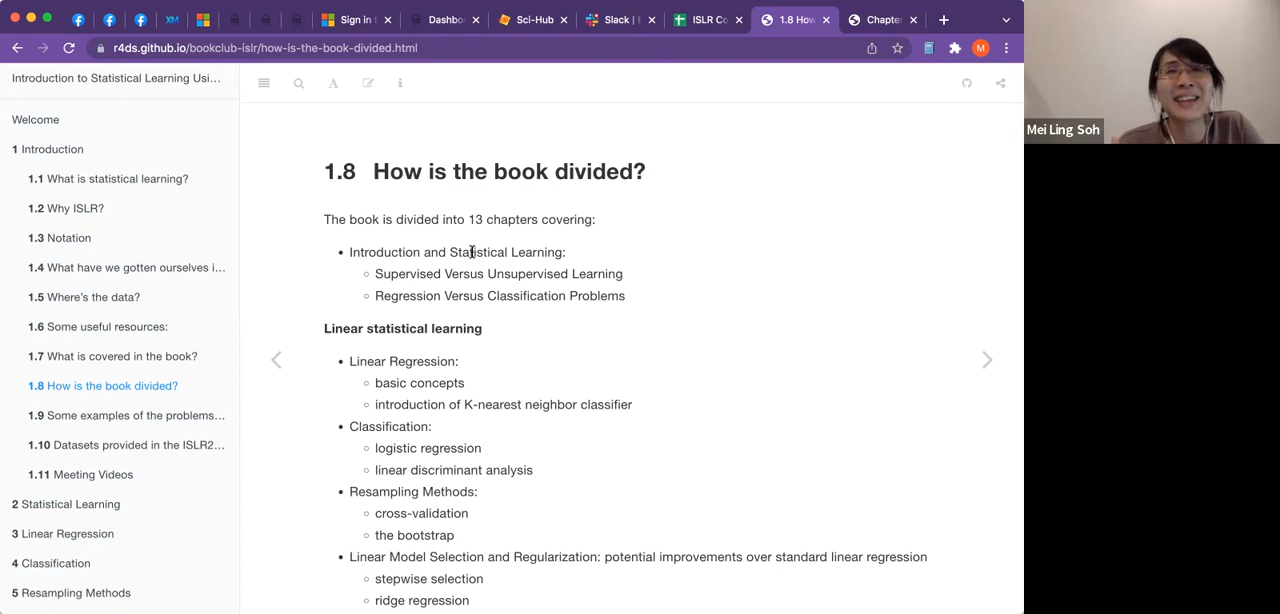 Sign in t
Dashbo
Sci-Hub
Slack | l
ISLR Co
1.8 How
Chapter
r4ds.github.io/bookclub-islr/how-is-the-book-divided.html
M
Introduction to Statistical Learning Usi...
Welcome
1 Introduction
1.1 What is statistical learning?
1.2 Why ISLR?
1.3 Notation
1.4 What have we gotten ourselves i...
1.5 Where's the data?
1.6 Some useful resources:
1.7 What is covered in the book?
1.8 How is the book divided?
1.9 Some examples of the problems...
1.10 Datasets provided in the ISLR2...
1.11 Meeting Videos
2 Statistical Learning
3 Linear Regression
4 Classification
5 Resampling Methods
1.8 How is the book divided?
The book is divided into 13 chapters covering:
• Introduction and Statistical Learning:
◦ Supervised Versus Unsupervised Learning
◦ Regression Versus Classification Problems
Linear statistical learning
• Linear Regression:
◦ basic concepts
◦ introduction of K-nearest neighbor classifier
• Classification:
◦ logistic regression
◦ linear discriminant analysis
• Resampling Methods:
◦ cross-validation
◦ the bootstrap
• Linear Model Selection and Regularization: potential improvements over standard linear regression
◦ stepwise selection
◦ ridge regression
Mei Ling Soh